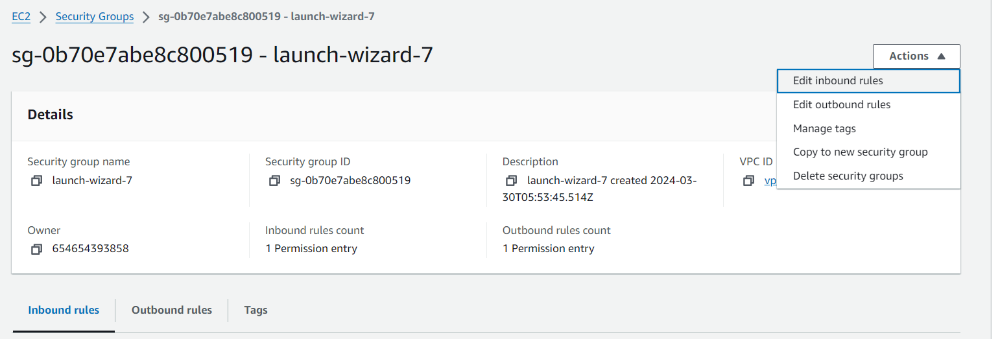 EC2 > Security Groups > sg-0b70e7abe8c800519 - launch-wizard-7
sg-0b70e7abe8c800519 - launch-wizard-7
Actions
Edit inbound rules
Edit outbound rules
Manage tags
Copy to new security group
Delete security groups
Details
Security group name
launch-wizard-7
Security group ID
sg-0b70e7abe8c800519
Description
launch-wizard-7 created 2024-03-
30T05:53:45.514Z
VPC ID
vp
Owner
654654393858
Inbound rules count
1 Permission entry
Outbound rules count
1 Permission entry
Inbound rules
Outbound rules
Tags